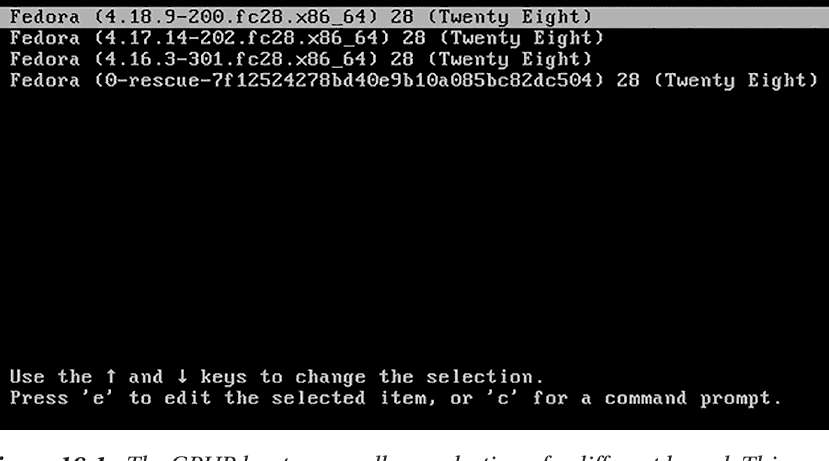 Fedora (4.18.9-200.fc28.x86_64) 28 (Twenty Eight)
Fedora (4.17.14-202.fc28.x86_64) 28 (Twenty Eight)
Fedora (4.16.3-301.fc28.x86_64) 28 (Twenty Eight)
Fedora (0-rescue-7f12524278bd40e9b10a085bc82dc504) 28 (Twenty Eight)
Use the ↑ and ↓ keys to change the selection.
Press 'e' to edit the selected item, or 'c' for a command prompt.